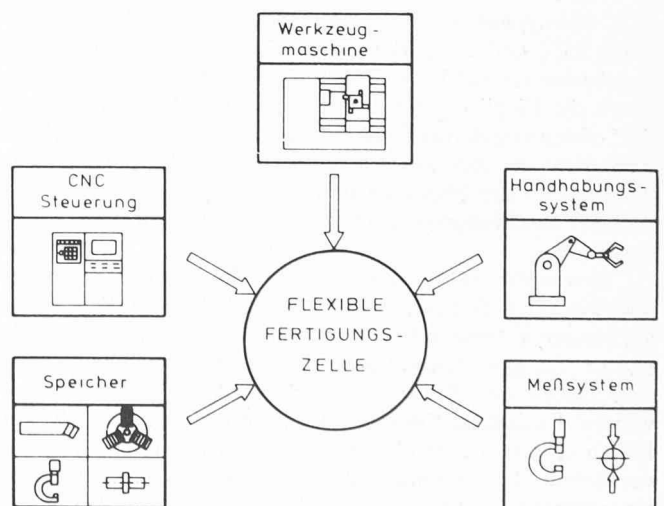 Werkzeug-
maschine
CNC
Steuerung
Handhabungs-
system
FLEXIBLE
FERTIGUNGS-
ZELLE
Speicher
Meßsystem